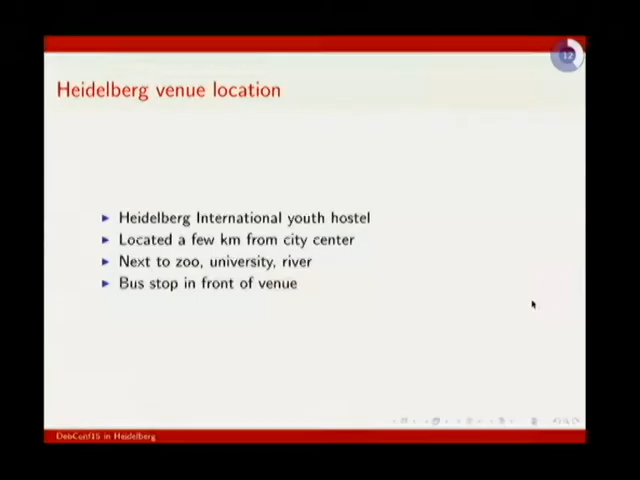 12
Heidelberg venue location
Heidelberg International youth hostel
Located a few km from city center
Next to zoo, university, river
Bus stop in front of venue
DebConf15 in Heidelberg